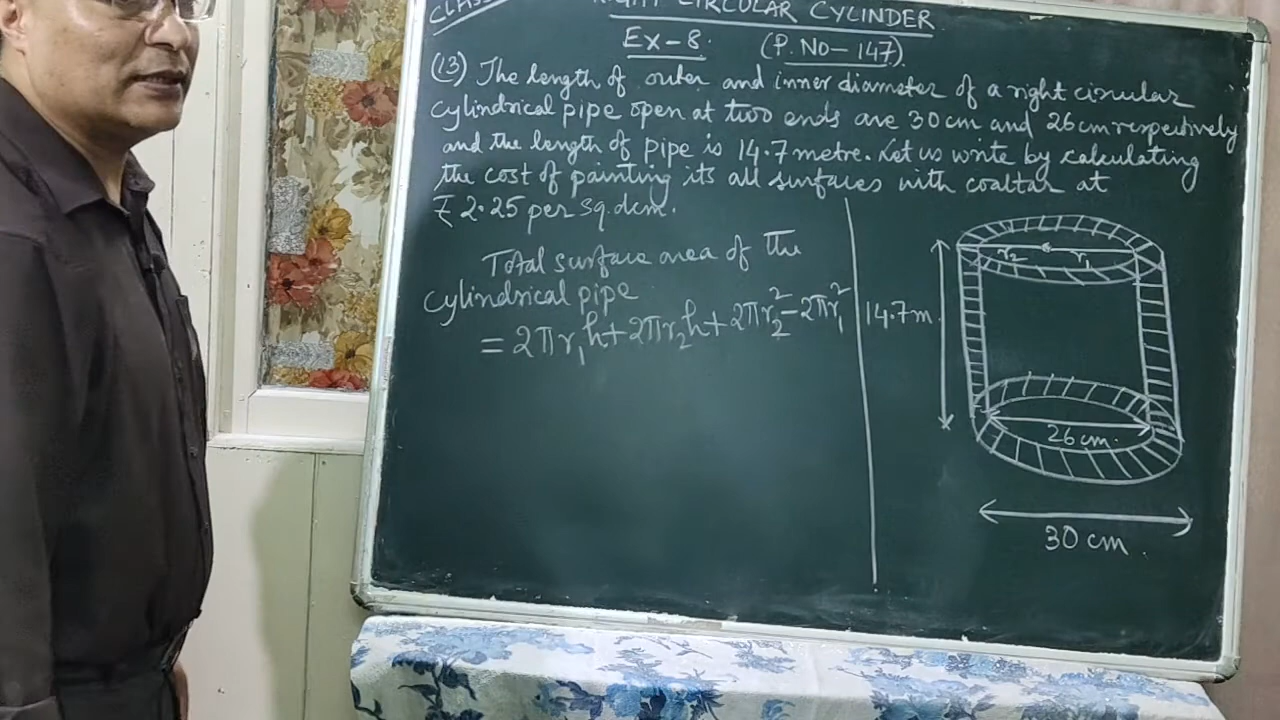 CLASS
RIGHT CIRCULAR CYLINDER
Ex-8. (P. No-147).
(13) The length of outer and inner diameter of a right circular
cylindrical pipe open at two ends are 30 cm and 26 cm respectively
and the length of pipe is 14.7 metre. Let us write by calculating
the cost of painting its all surfaces with coaltar at
₹ 2.25 per sq. dcm.
Total surface area of the
cylindrical pipe
= 2πr₁h + 2πr₂h + 2πr₂² - 2πr₁²
r₂ r₁
14.7 m.
26 cm.
30 cm.